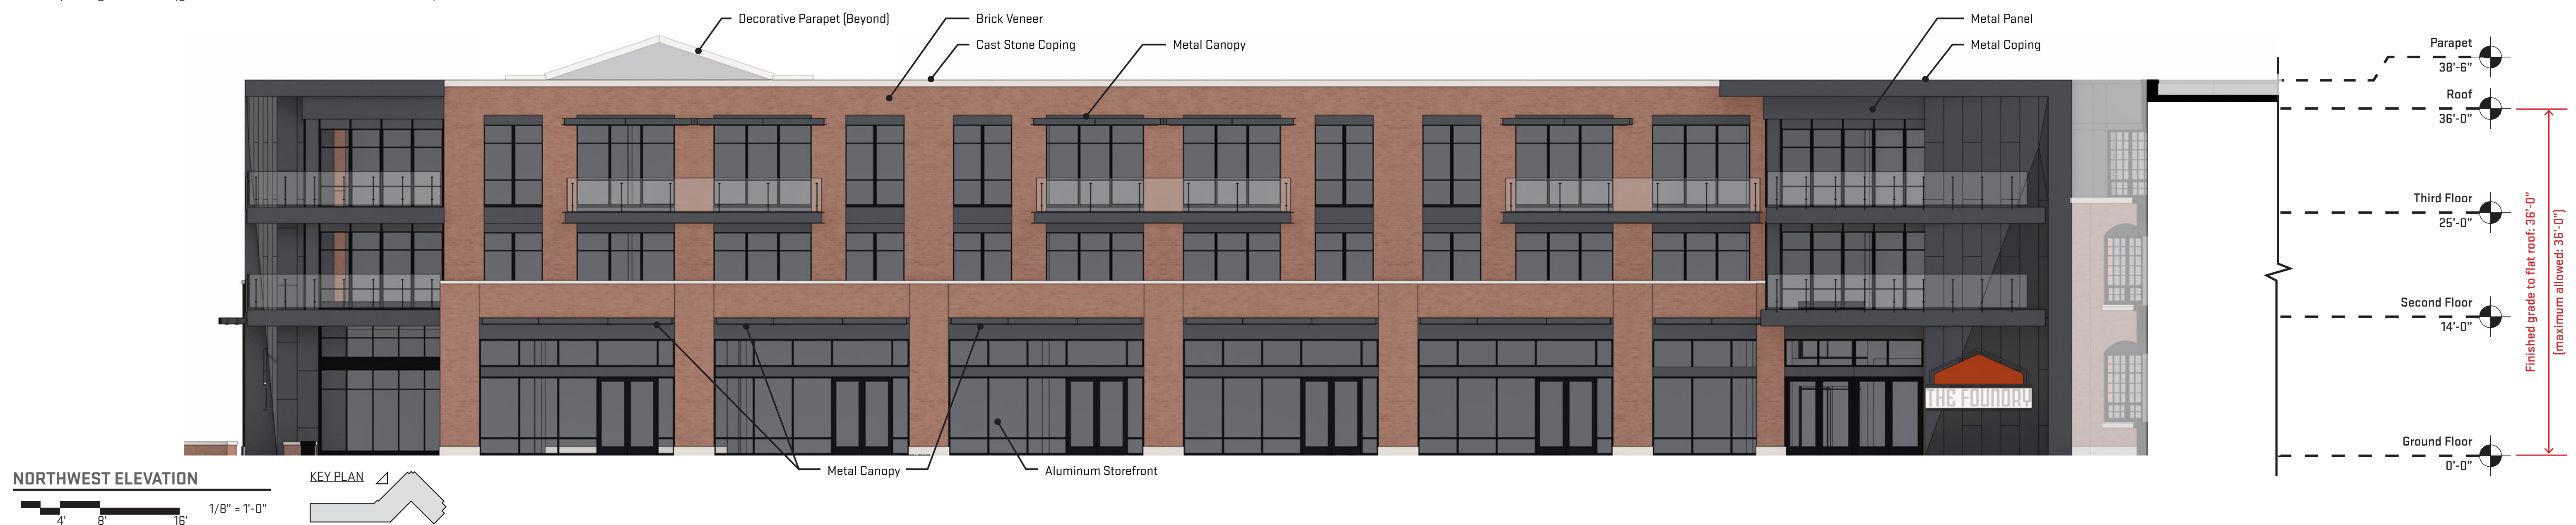 Decorative Parapet (Beyond)
Brick Veneer
Cast Stone Coping
Metal Canopy
Metal Panel
Metal Coping
Parapet
38'-6"
Roof
36'-0"
Third Floor
25'-0"
Second Floor
14'-0"
Ground Floor
0'-0"
Finished grade to flat roof: 36'-0"
(maximum allowed: 36'-0")
THE FOUNDRY
Metal Canopy
Aluminum Storefront
NORTHWEST ELEVATION
4' 8' 16'
1/8" = 1'-0"
KEY PLAN